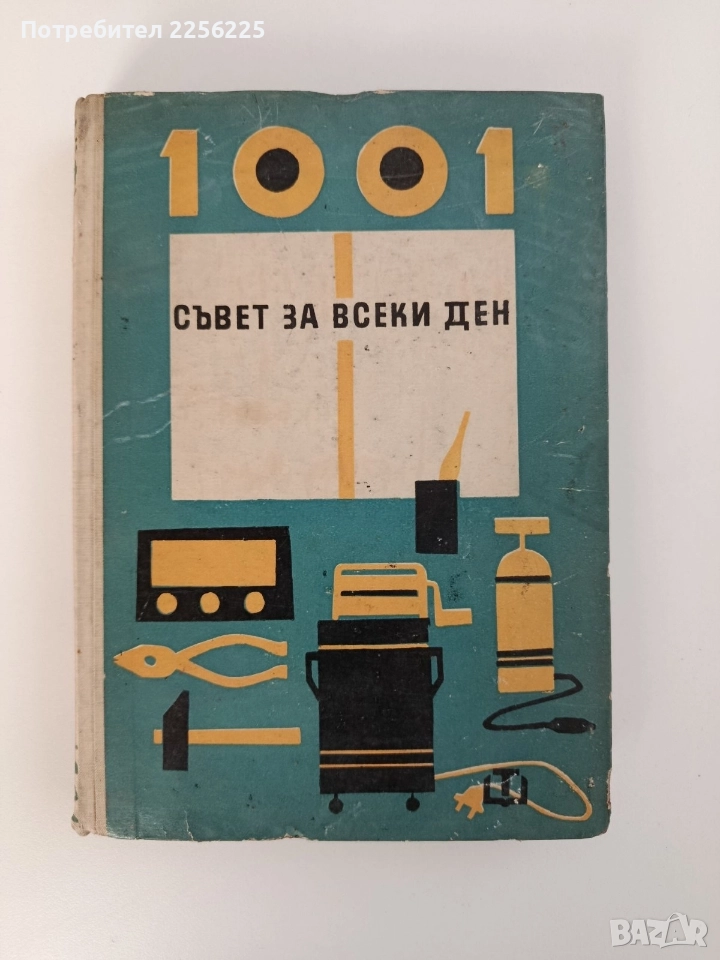 Потребител 2256225
1001
СЪВЕТ ЗА ВСЕКИ ДЕН
BAZAR